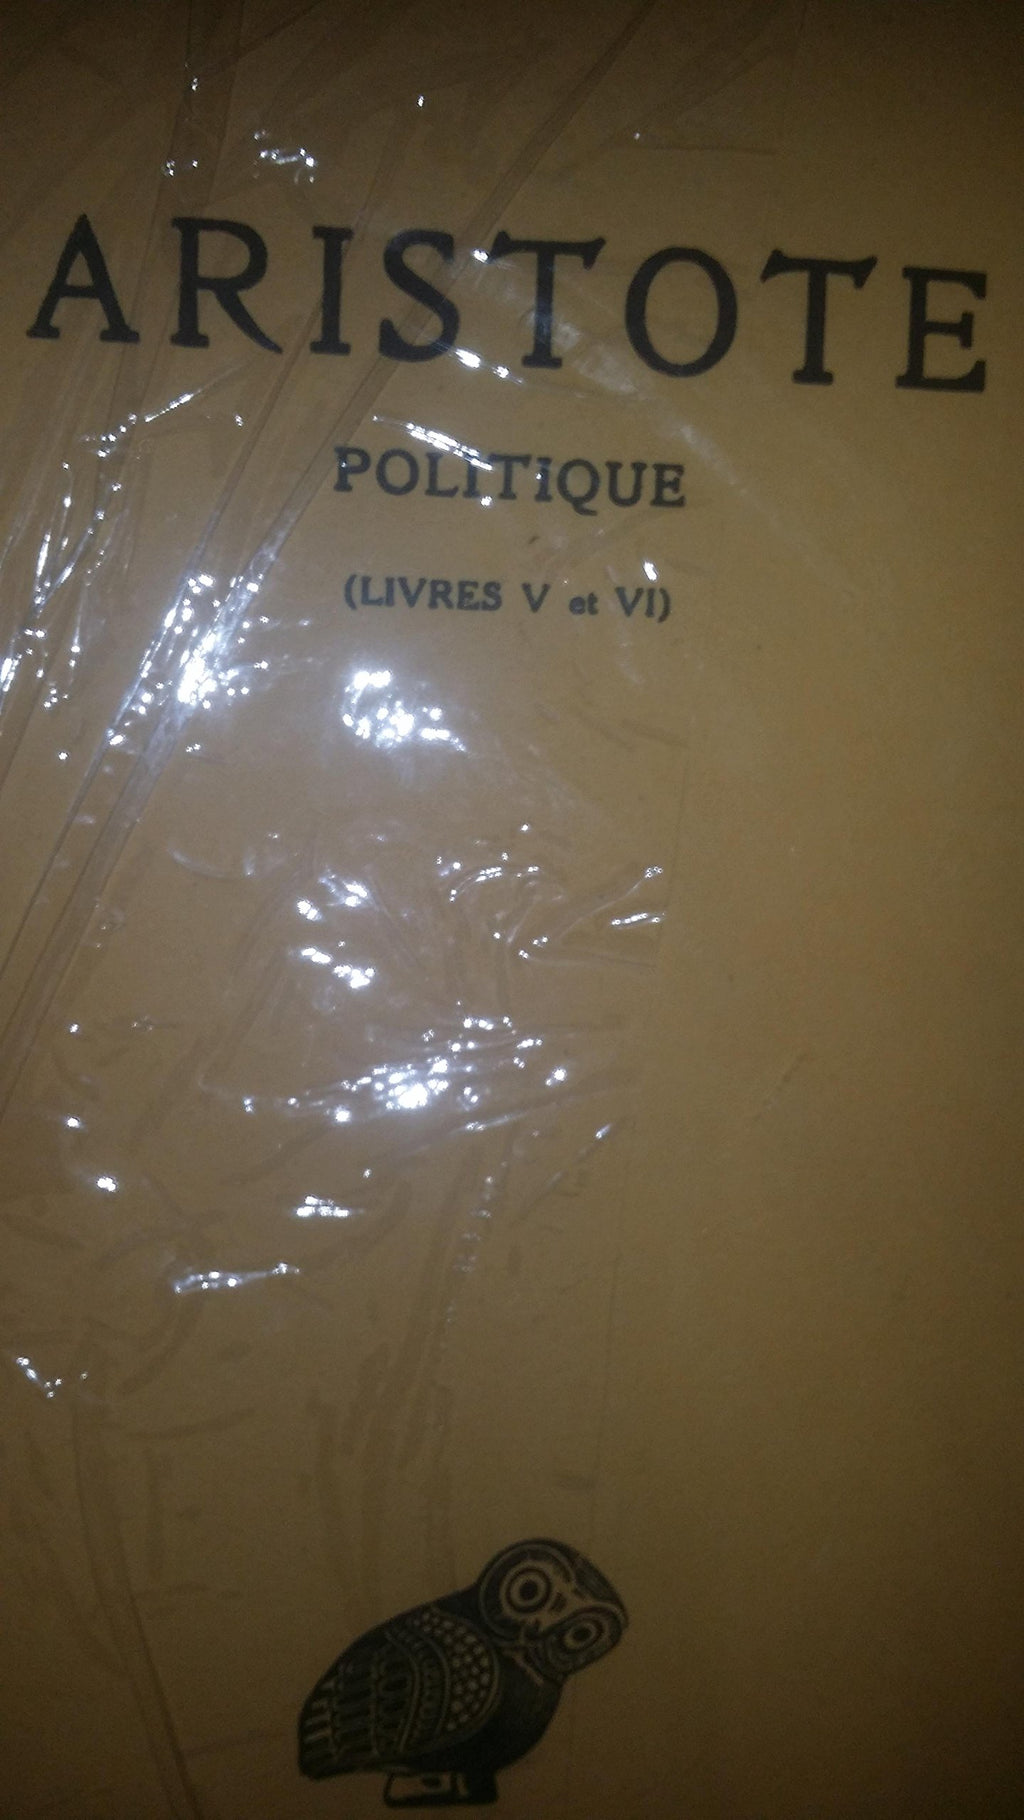 ARISTOTE
POLITIQUE
(LIVRES V et VI)